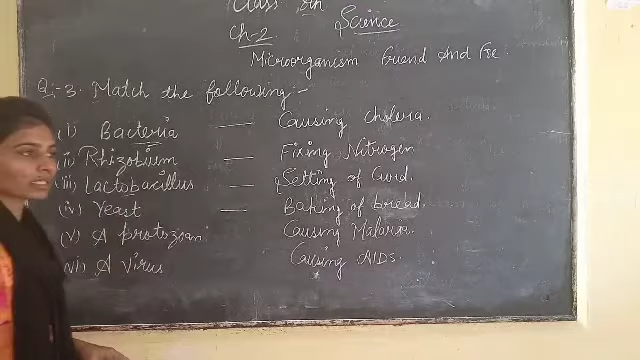 Class 8th
Ch-2 Science
Microorganism Friend And Foe
Q:-3. Match the following:-
(i) Bacteria — Causing Cholera.
(ii) Rhizobium — Fixing Nitrogen
(iii) Lactobacillus — Setting of Curd.
(iv) Yeast — Baking of bread.
(v) A protozoan Causing Malaria.
(vi) A virus Causing AIDS.